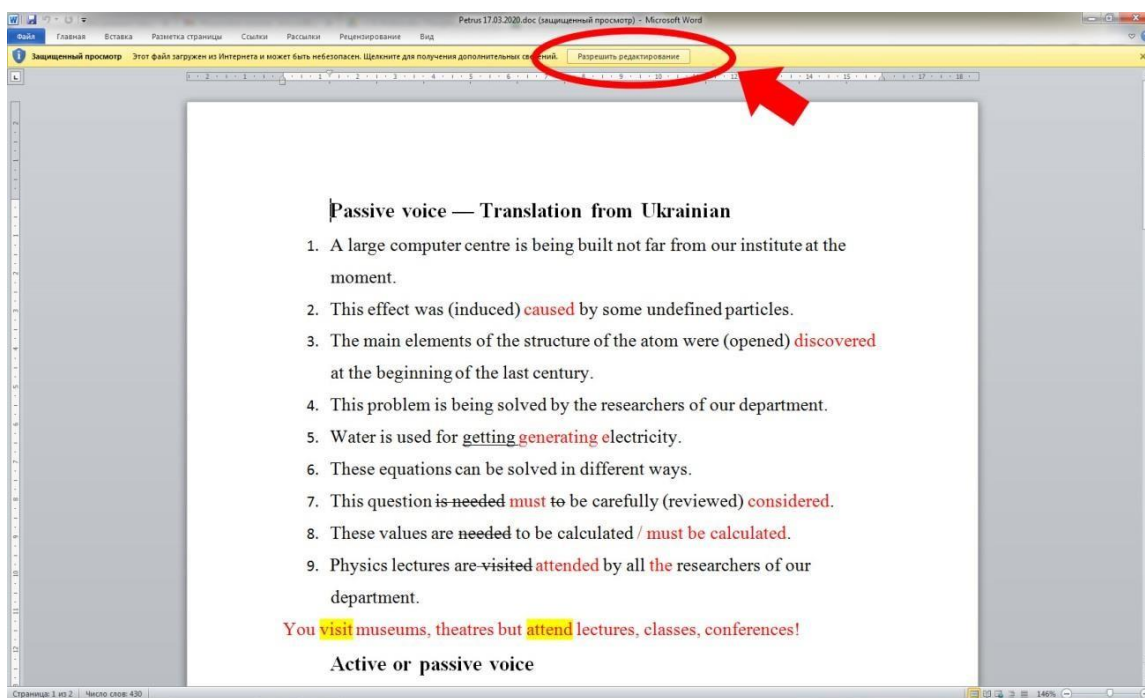 Petrus 17.03.2020.doc (защищенный просмотр) - Microsoft Word
Файл Главная Вставка Разметка страницы Ссылки Рассылки Рецензирование Вид
Защищенный просмотр Этот файл загружен из Интернета и может быть небезопасен. Щелкните для получения дополнительных сведений. Разрешить редактирование
Passive voice — Translation from Ukrainian
1. A large computer centre is being built not far from our institute at the
moment.
2. This effect was (induced) caused by some undefined particles.
3. The main elements of the structure of the atom were (opened) discovered
at the beginning of the last century.
4. This problem is being solved by the researchers of our department.
5. Water is used for getting generating electricity.
6. These equations can be solved in different ways.
7. This question is needed must to be carefully (reviewed) considered.
8. These values are needed to be calculated / must be calculated.
9. Physics lectures are visited attended by all the researchers of our
department.
You visit museums, theatres but attend lectures, classes, conferences!
Active or passive voice
Страница: 1 из 2 Число слов: 430 146%